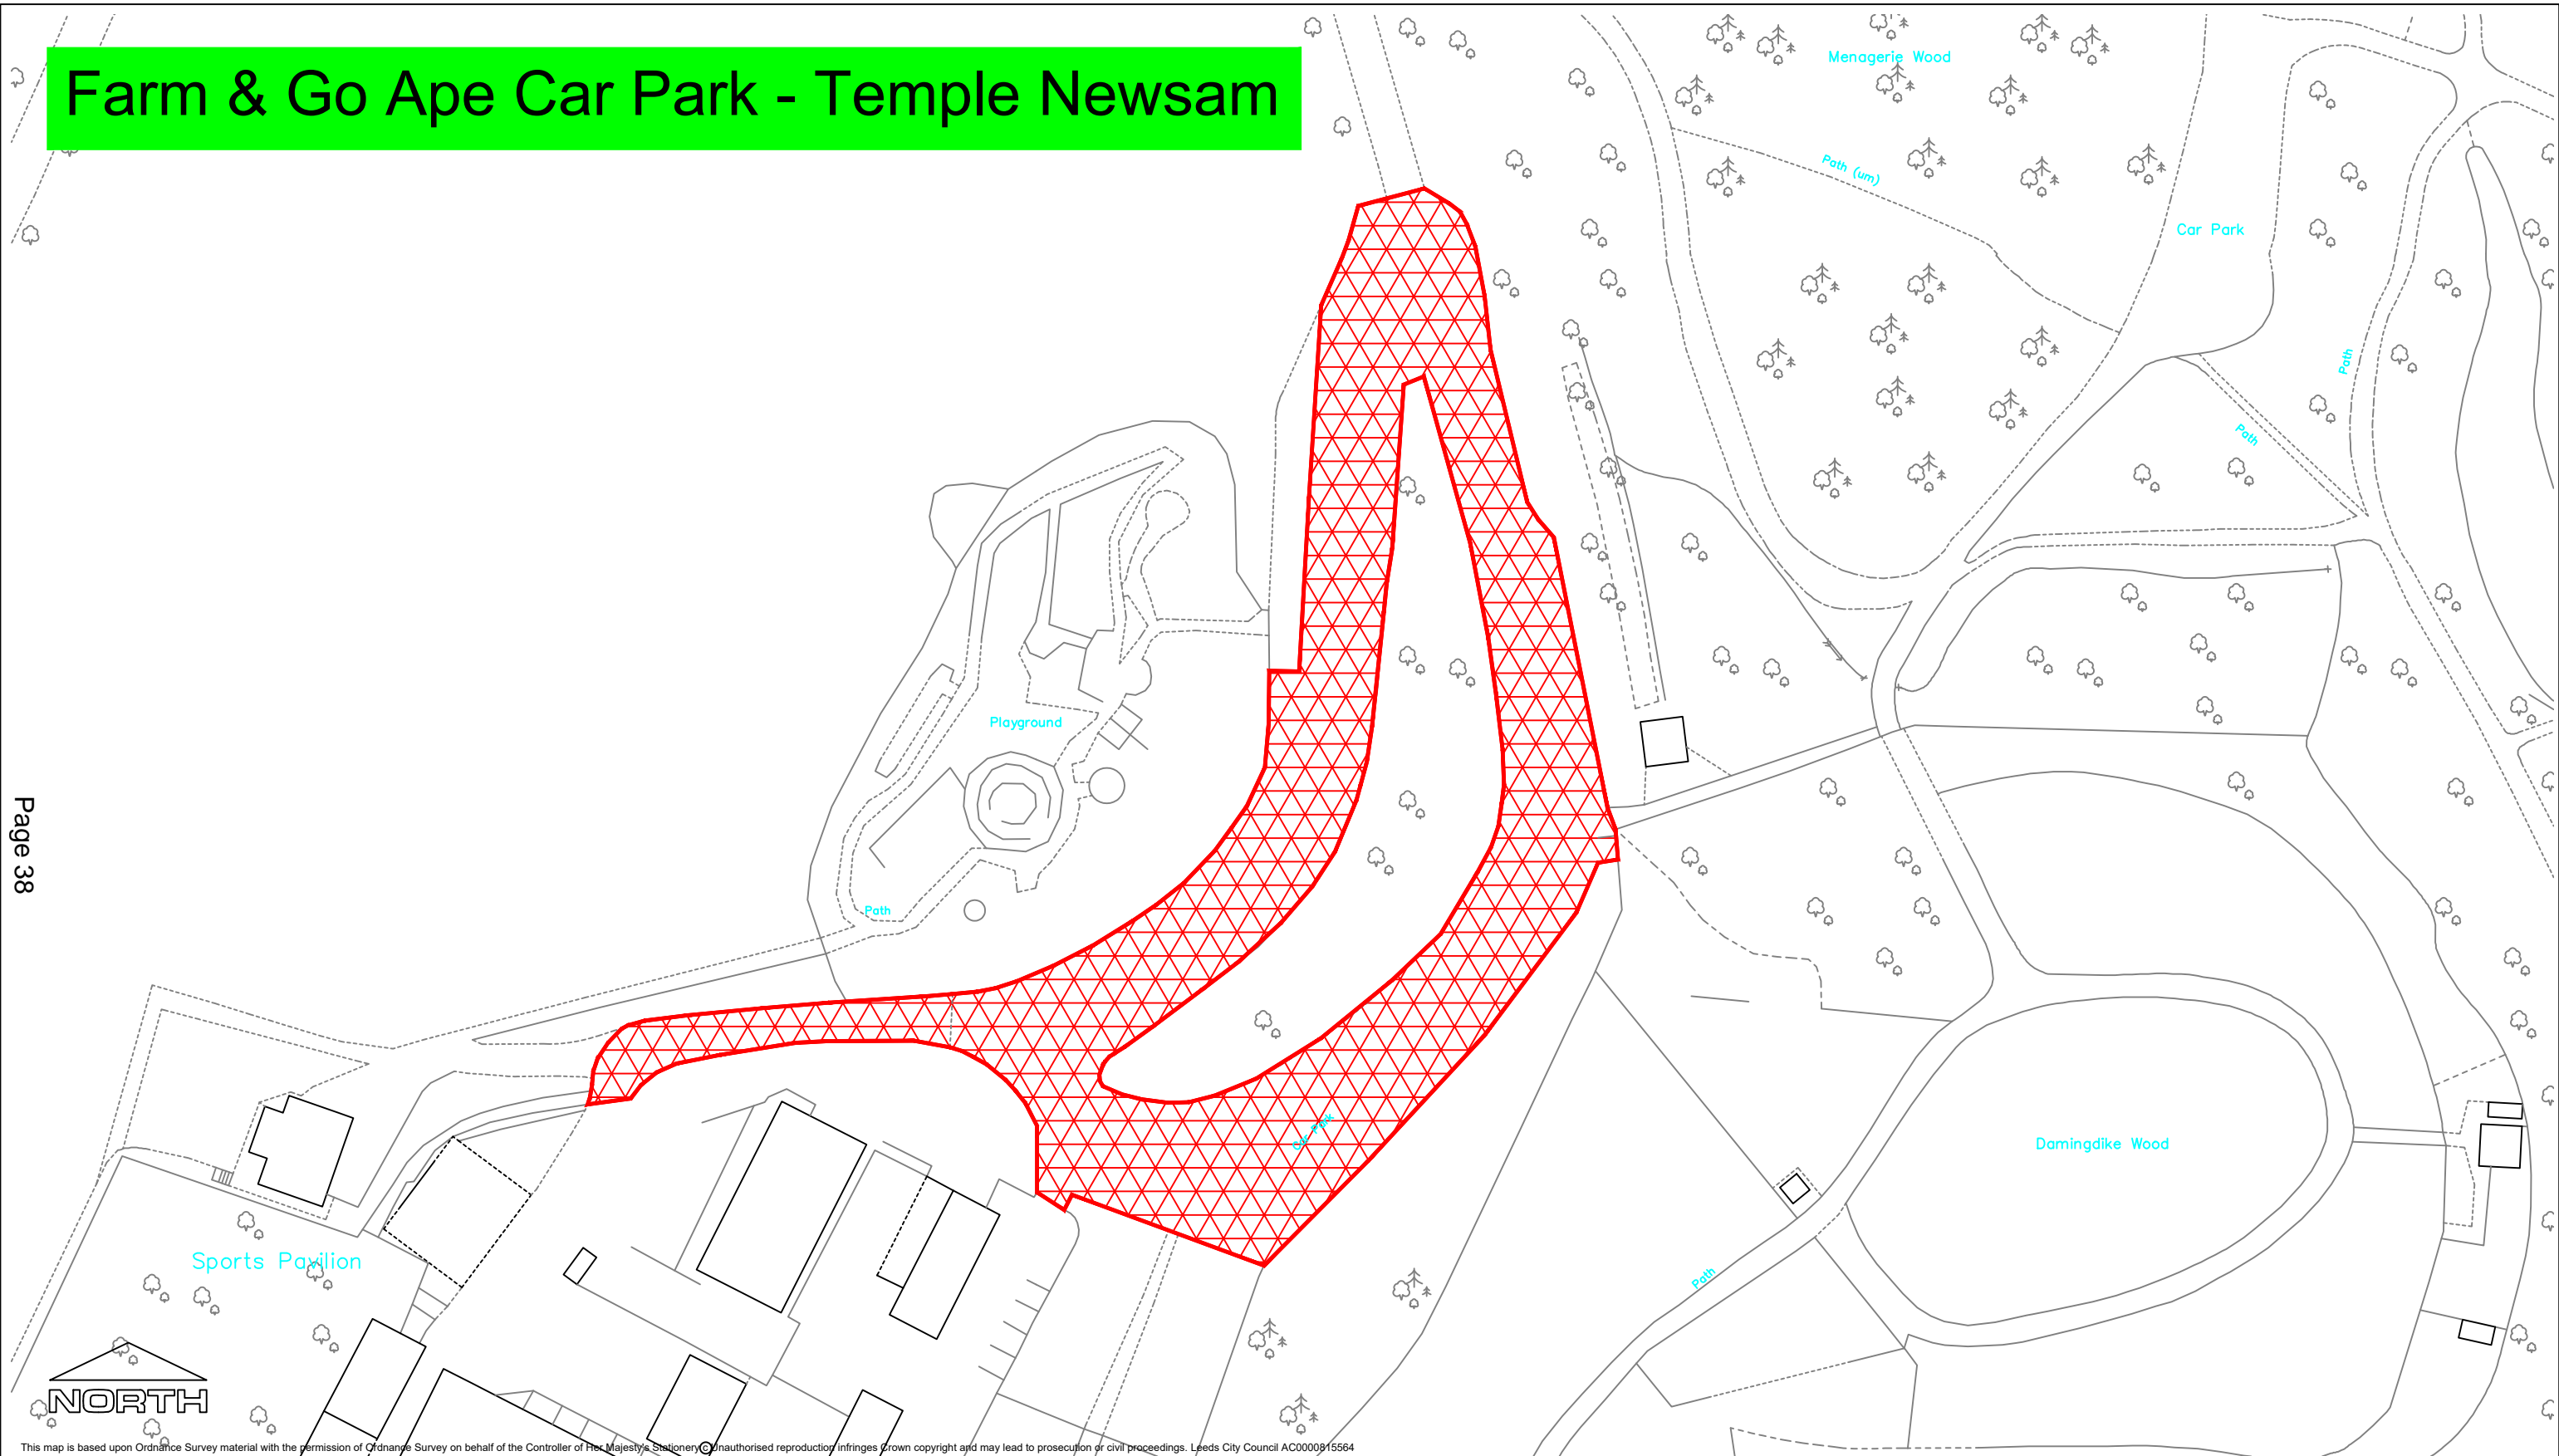 Farm & Go Ape Car Park - Temple Newsam
Menagerie Wood
Path (um)
Car Park
Path
Path
Playground
Path
Page 38
Car Park
Damingdike Wood
Sports Pavilion
Path
NORTH
This map is based upon Ordnance Survey material with the permission of Ordnance Survey on behalf of the Controller of Her Majesty's Stationery(c)Unauthorised reproduction infringes Crown copyright and may lead to prosecution or civil proceedings. Leeds City Council AC0000815564